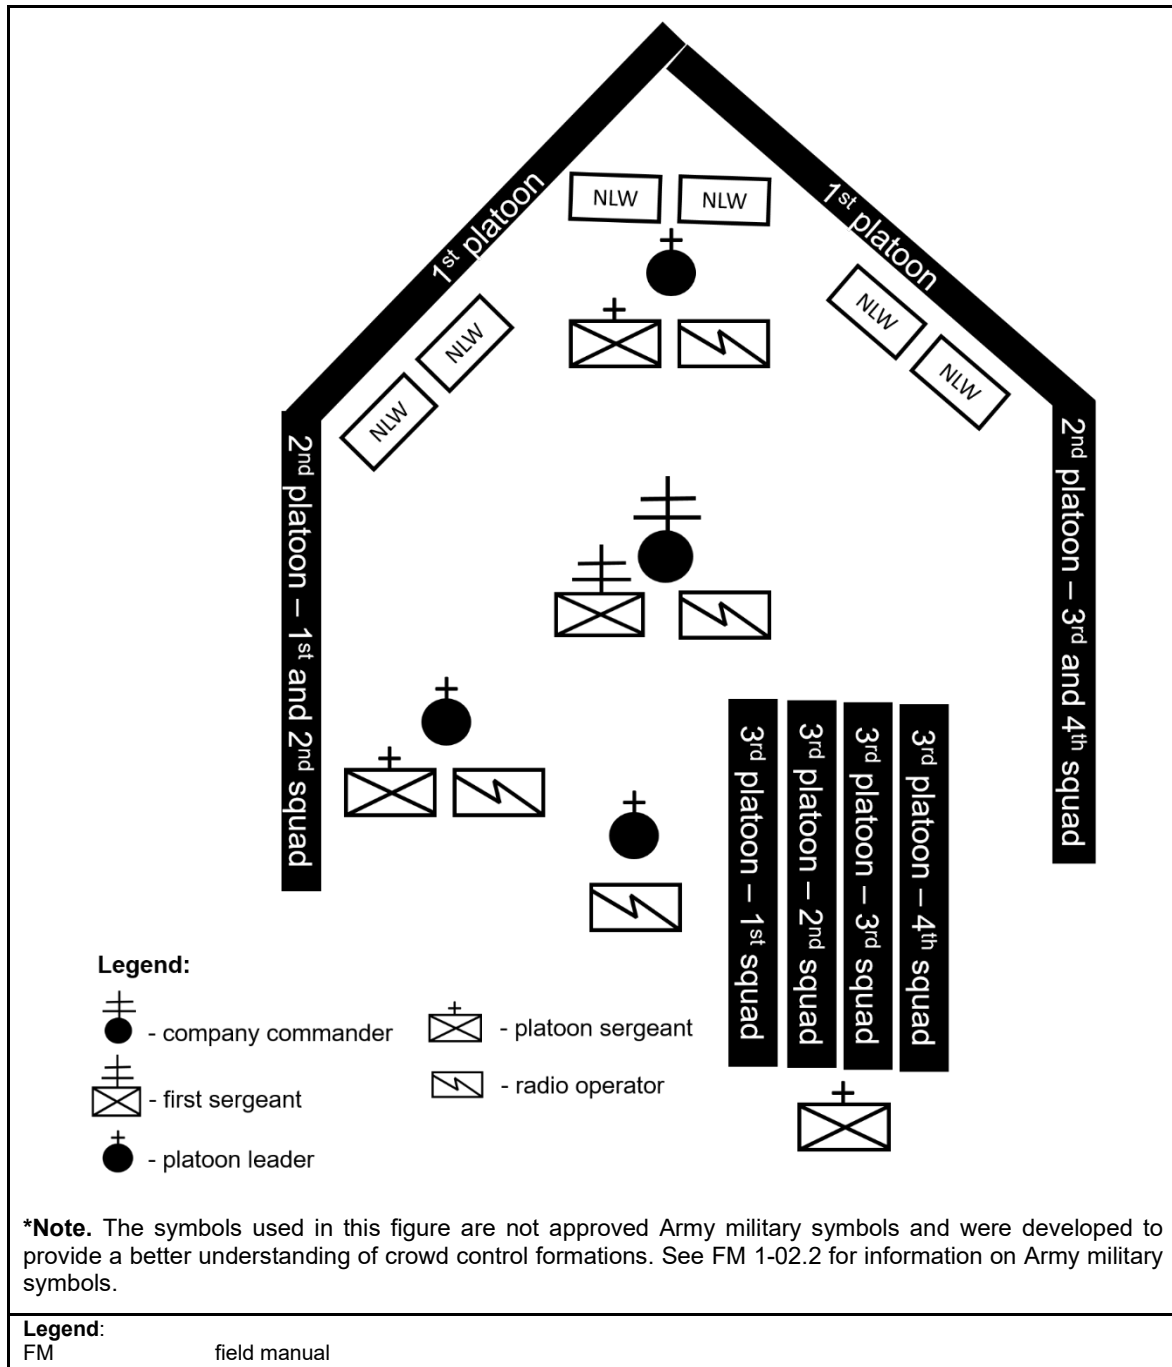 1st platoon
1st platoon
NLW
NLW
NLW
NLW
NLW
NLW
2nd platoon – 1st and 2nd squad
2nd platoon – 3rd and 4th squad
3rd platoon – 1st squad
3rd platoon – 2nd squad
3rd platoon – 3rd squad
3rd platoon – 4th squad
Legend:
- company commander
- platoon sergeant
- first sergeant
- radio operator
- platoon leader
*Note. The symbols used in this figure are not approved Army military symbols and were developed to
provide a better understanding of crowd control formations. See FM 1-02.2 for information on Army military
symbols.
Legend:
FM field manual